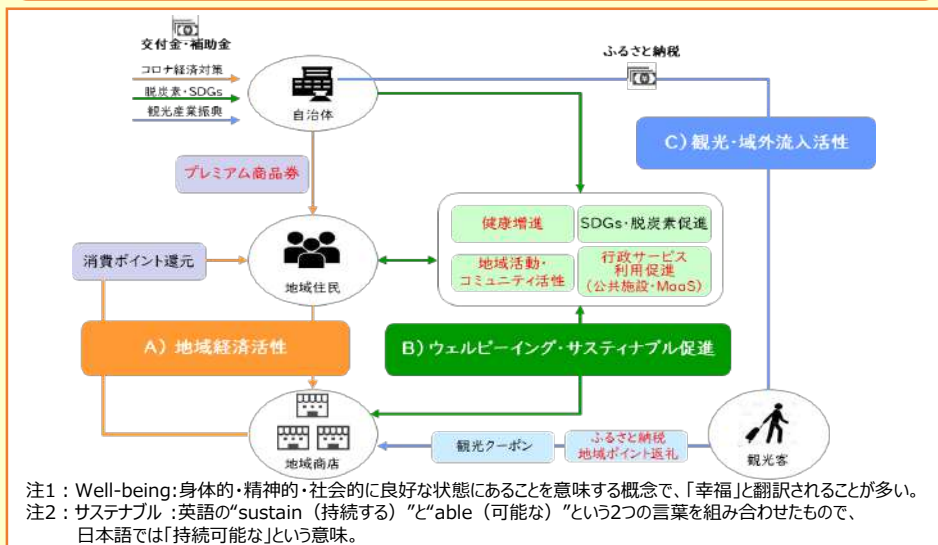 交付金・補助金
コロナ経済対策
脱炭素・SDGs
観光産業振興
自治体
ふるさと納税
C)観光・域外流入活性
プレミアム商品券
健康増進
SDGs・脱炭素促進
地域活動・
コミュニティ活性
行政サービス
利用促進
(公共施設・MaaS)
消費ポイント還元
地域住民
A) 地域経済活性
B)ウェルビーイング・サスティナブル促進
地域商店
観光クーポン
ふるさと納税
地域ポイント返礼
観光客
注1：Well-being:身体的・精神的・社会的に良好な状態にあることを意味する概念で、「幸福」と翻訳されることが多い。
注2：サステナブル：英語の“sustain（持続する）”と“able（可能な）”という2つの言葉を組み合わせたもので、
日本語では「持続可能な」という意味。